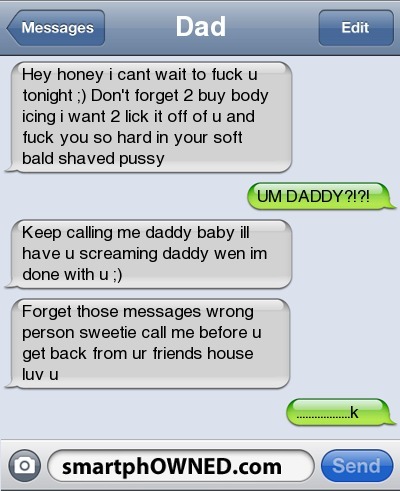 Messages
Dad
Edit
Hey honey i cant wait to fuck u
tonight ;) Don't forget 2 buy body
icing i want 2 lick it off of u and
fuck you so hard in your soft
bald shaved pussy
UM DADDY?!?!
Keep calling me daddy baby ill
have u screaming daddy wen im
done with u ;)
Forget those messages wrong
person sweetie call me before u
get back from ur friends house
luv u
..................k
smartphOWNED.com
Send